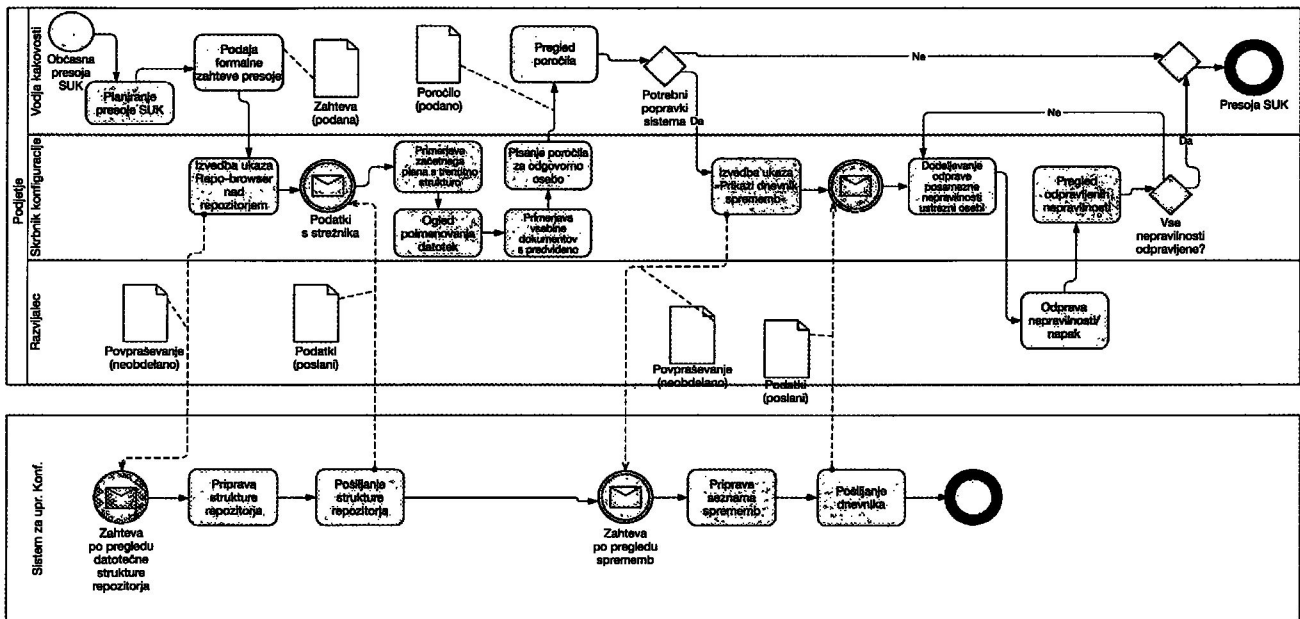 Podjetje
Vodja kakovosti
Občasna
presoja
SUK
Planiranje
presoje SUK
Podaja
formalne
zahteve presoje
Zahteva
(podana)
Poročilo
(podano)
Pregled
poročila
Potrebni
popravki
sistema
Da
Ne
Presoja SUK
Skrbnik konfiguracije
Izvedba ukaza
Repo-browser
nad
repozitorjem
Podatki
s strežnika
Primerjava
začetnega
plana s trenutno
strukturo
Ogled
poimenovanja
datotek
Pisanje poročila
za odgovorno
osebo
Primerjava
vsebine
dokumentov
s predvideno
Izvedba ukaza
»Prikaži dnevnik
sprememb«
Dodeljevanje
odprave
posamezne
nepravilnosti
ustrezni osebi
Ne
Pregled
odpravljenih
nepravilnosti
Da
Vse
nepravilnosti
odpravljene?
Razvijalec
Povpraševanje
(neobdelano)
Podatki
(poslani)
Povpraševanje
(neobdelano)
Podatki
(poslani)
Odprava
nepravilnosti/
napak
Sistem za upr. Konf.
Zahteva
po pregledu
datotečne
strukture
repozitorja
Priprava
strukture
repozitorja
Pošiljanje
strukture
repozitorja
Zahteva
po pregledu
sprememb
Priprava
seznama
sprememb
Pošiljanje
dnevnika